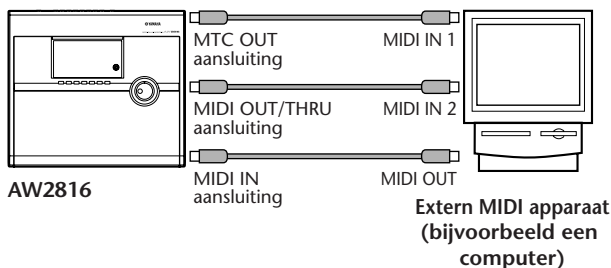 YAMAHA
MTC OUT
aansluiting
MIDI IN 1
MIDI OUT/THRU
aansluiting
MIDI IN 2
MIDI IN
aansluiting
MIDI OUT
AW2816
Extern MIDI apparaat
(bijvoorbeeld een
computer)